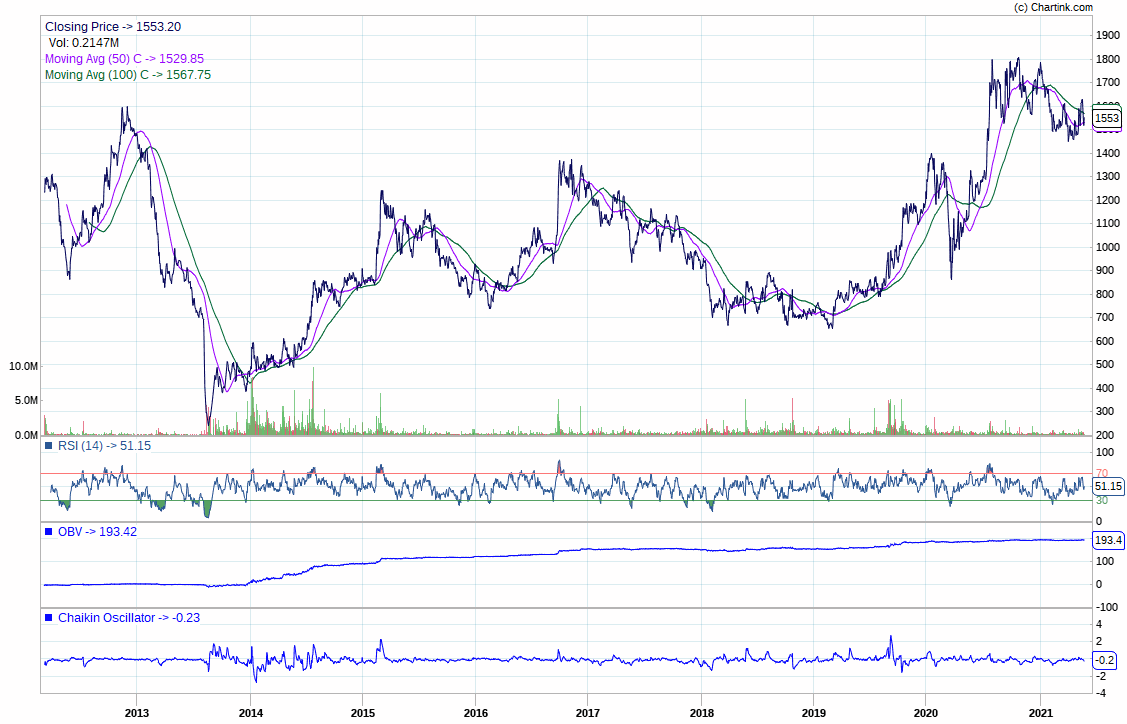 (c) Chartink.com
Closing Price -> 1553.20
Vol: 0.2147M
Moving Avg (50) C -> 1529.85
Moving Avg (100) C -> 1567.75
1900
1800
1700
1553
1400
1300
1200
1100
1000
900
800
700
600
500
400
300
200
10.0M
5.0M
0.0M
RSI (14) -> 51.15
100
70
51.15
30
0
OBV -> 193.42
193.4
100
0
-100
Chaikin Oscillator -> -0.23
4
2
-0.2
-2
-4
2013 2014 2015 2016 2017 2018 2019 2020 2021